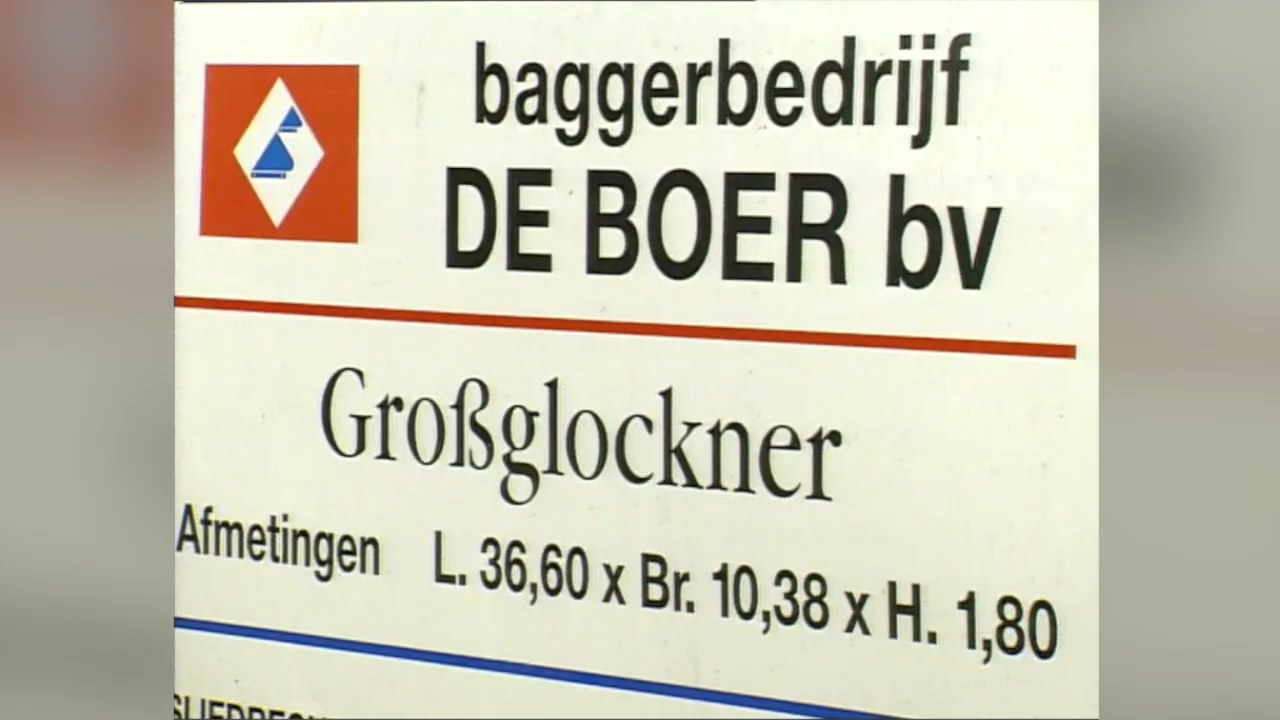 baggerbedrijf
DE BOER bv
Großglockner
Afmetingen L. 36,60 x Br. 10,38 x H. 1,80